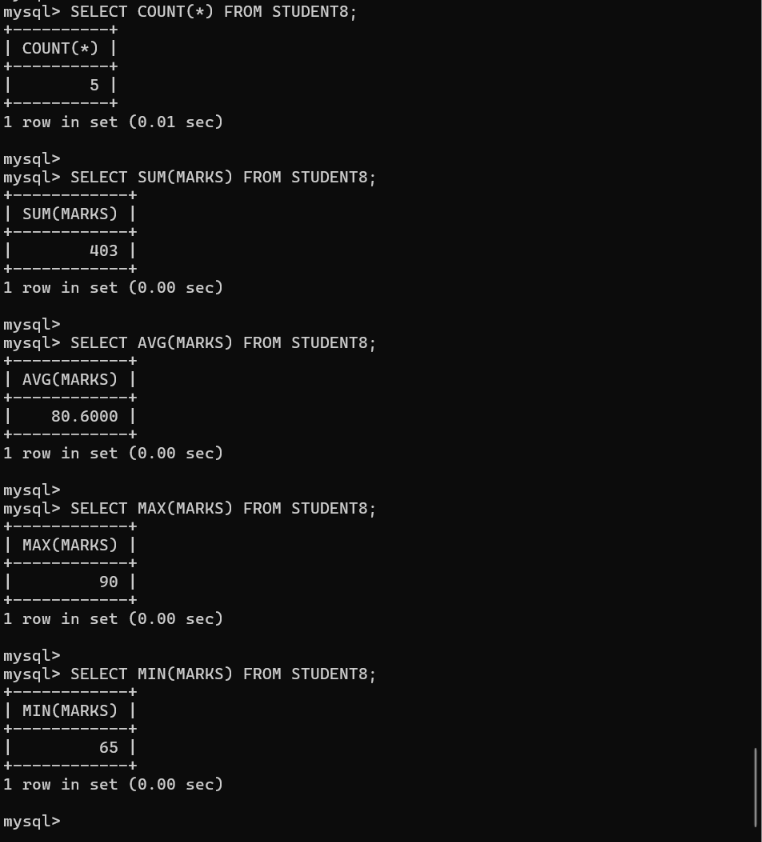 mysql> SELECT COUNT(*) FROM STUDENT8;
+----------+
| COUNT(*) |
+----------+
|        5 |
+----------+
1 row in set (0.01 sec)

mysql>
mysql> SELECT SUM(MARKS) FROM STUDENT8;
+------------+
| SUM(MARKS) |
+------------+
|        403 |
+------------+
1 row in set (0.00 sec)

mysql>
mysql> SELECT AVG(MARKS) FROM STUDENT8;
+------------+
| AVG(MARKS) |
+------------+
|    80.6000 |
+------------+
1 row in set (0.00 sec)

mysql>
mysql> SELECT MAX(MARKS) FROM STUDENT8;
+------------+
| MAX(MARKS) |
+------------+
|         90 |
+------------+
1 row in set (0.00 sec)

mysql>
mysql> SELECT MIN(MARKS) FROM STUDENT8;
+------------+
| MIN(MARKS) |
+------------+
|         65 |
+------------+
1 row in set (0.00 sec)

mysql>